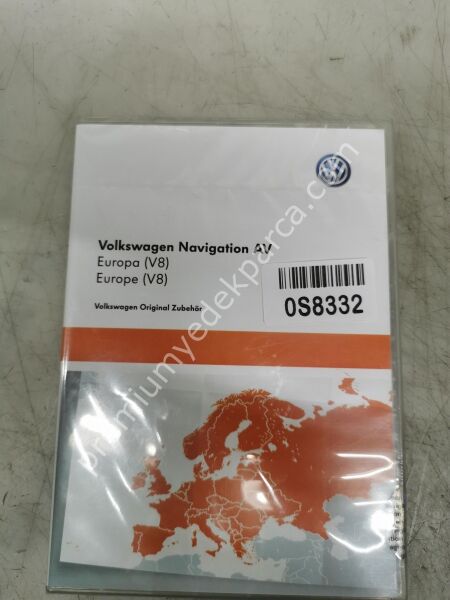 Volkswagen Navigation AV
Europa (V8)
Europe (V8)
0S8332
Volkswagen Original Zubehör
premiumyedekparca.com